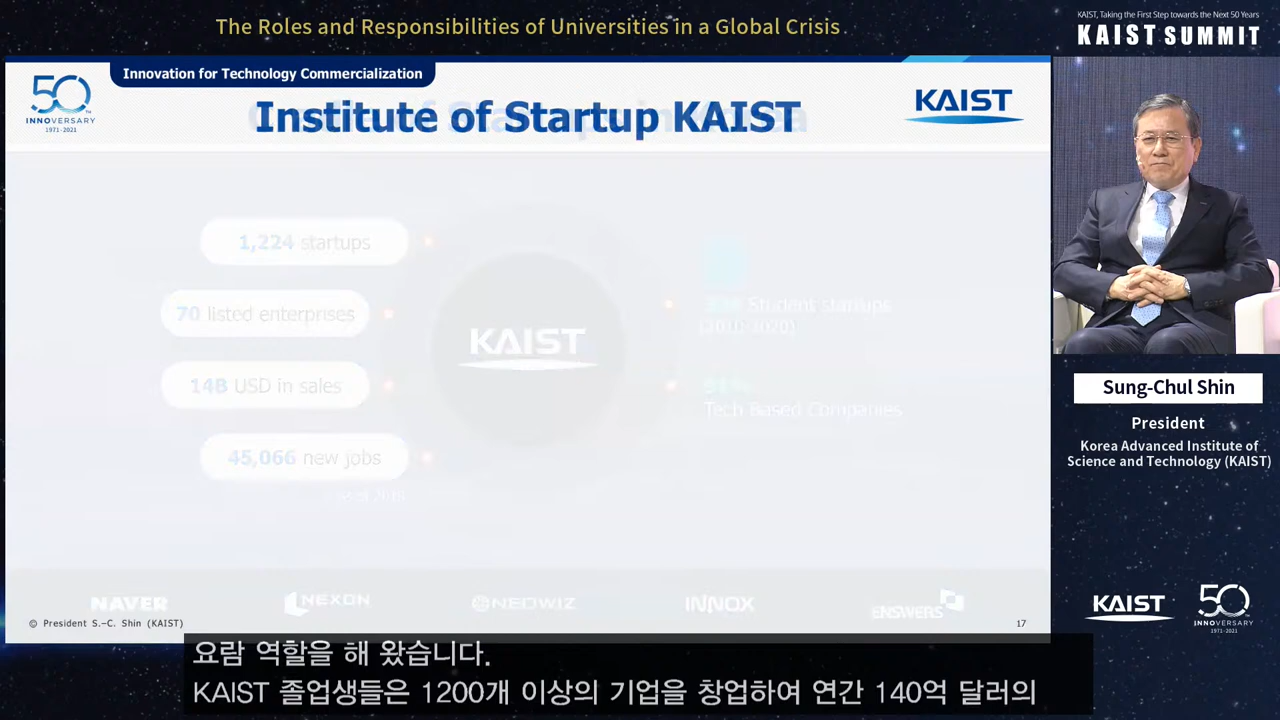 The Roles and Responsibilities of Universities in a Global Crisis
KAIST, Taking the First Step towards the Next 50 Years
KAIST SUMMIT
50
INNOVERSARY
1971-2021
Innovation for Technology Commercialization
Institute of Startup KAIST
KAIST
1,224 startups
70 listed enterprises
14B USD in sales
45,066 new jobs
KAIST
Student startups
Tech Based Companies
NAVER
NEXON
NEOWIZ
INNOX
ENSWERS
© President S.-C. Shin (KAIST)
17
Sung-Chul Shin
President
Korea Advanced Institute of
Science and Technology (KAIST)
KAIST
50
INNOVERSARY
1971-2021
요람 역할을 해 왔습니다.
KAIST 졸업생들은 1200개 이상의 기업을 창업하여 연간 140억 달러의